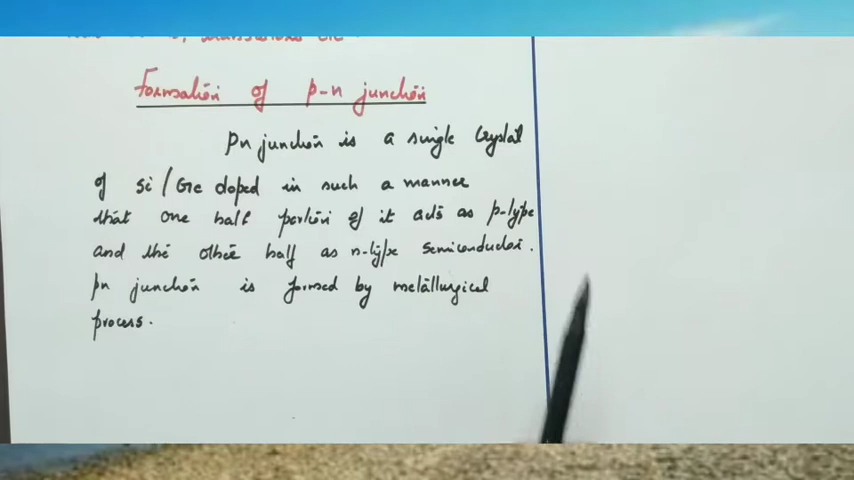 Formation of p-n junction
Pn junction is a single Crystal
of Si/Ge doped in such a manner
that one half portion of it acts as p-type
and the other half as n-type semiconductor.
pn junction is formed by metallurgical
process.